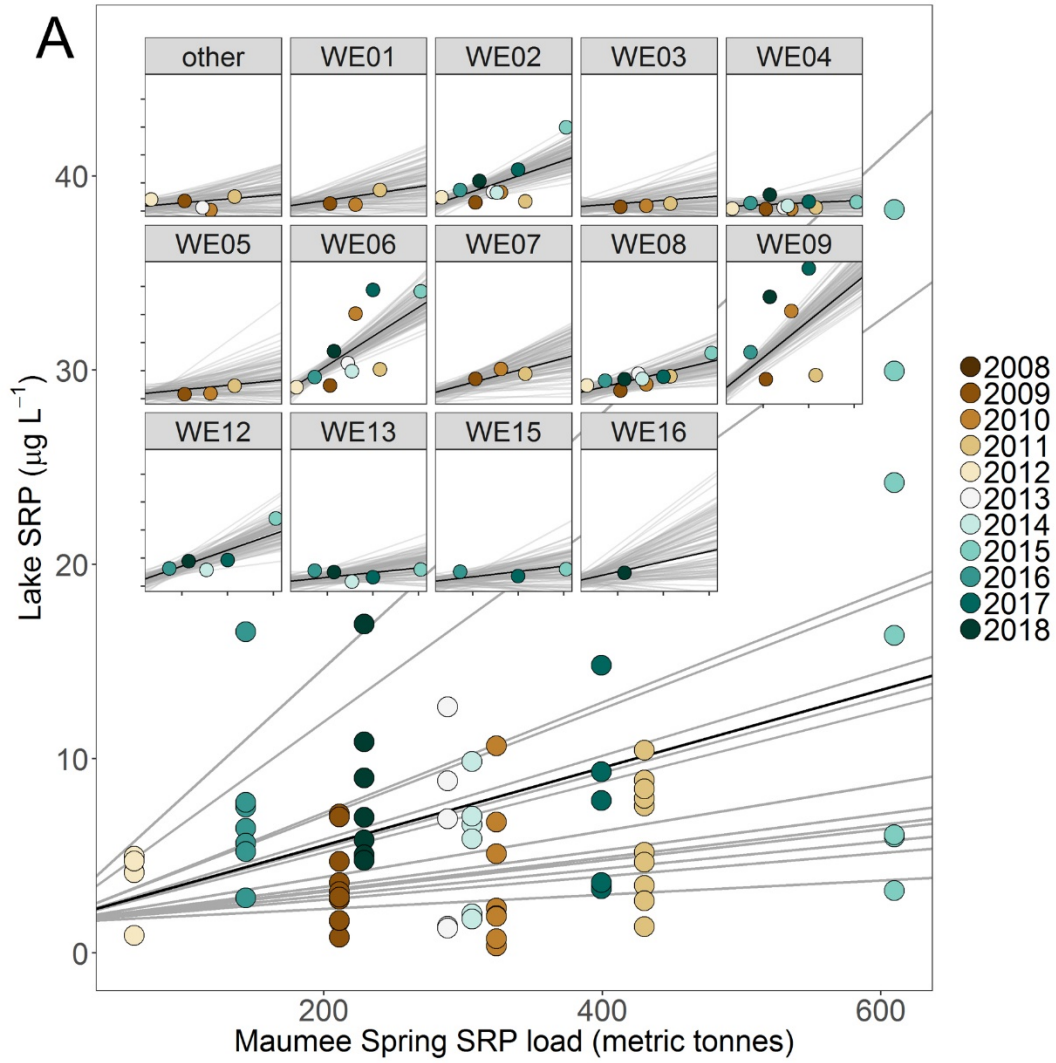 A
other WE01 WE02 WE03 WE04
WE05 WE06 WE07 WE08 WE09
WE12 WE13 WE15 WE16
40
30
20
10
0
Lake SRP (μg L⁻¹)
200 400 600
Maumee Spring SRP load (metric tonnes)
2008
2009
2010
2011
2012
2013
2014
2015
2016
2017
2018